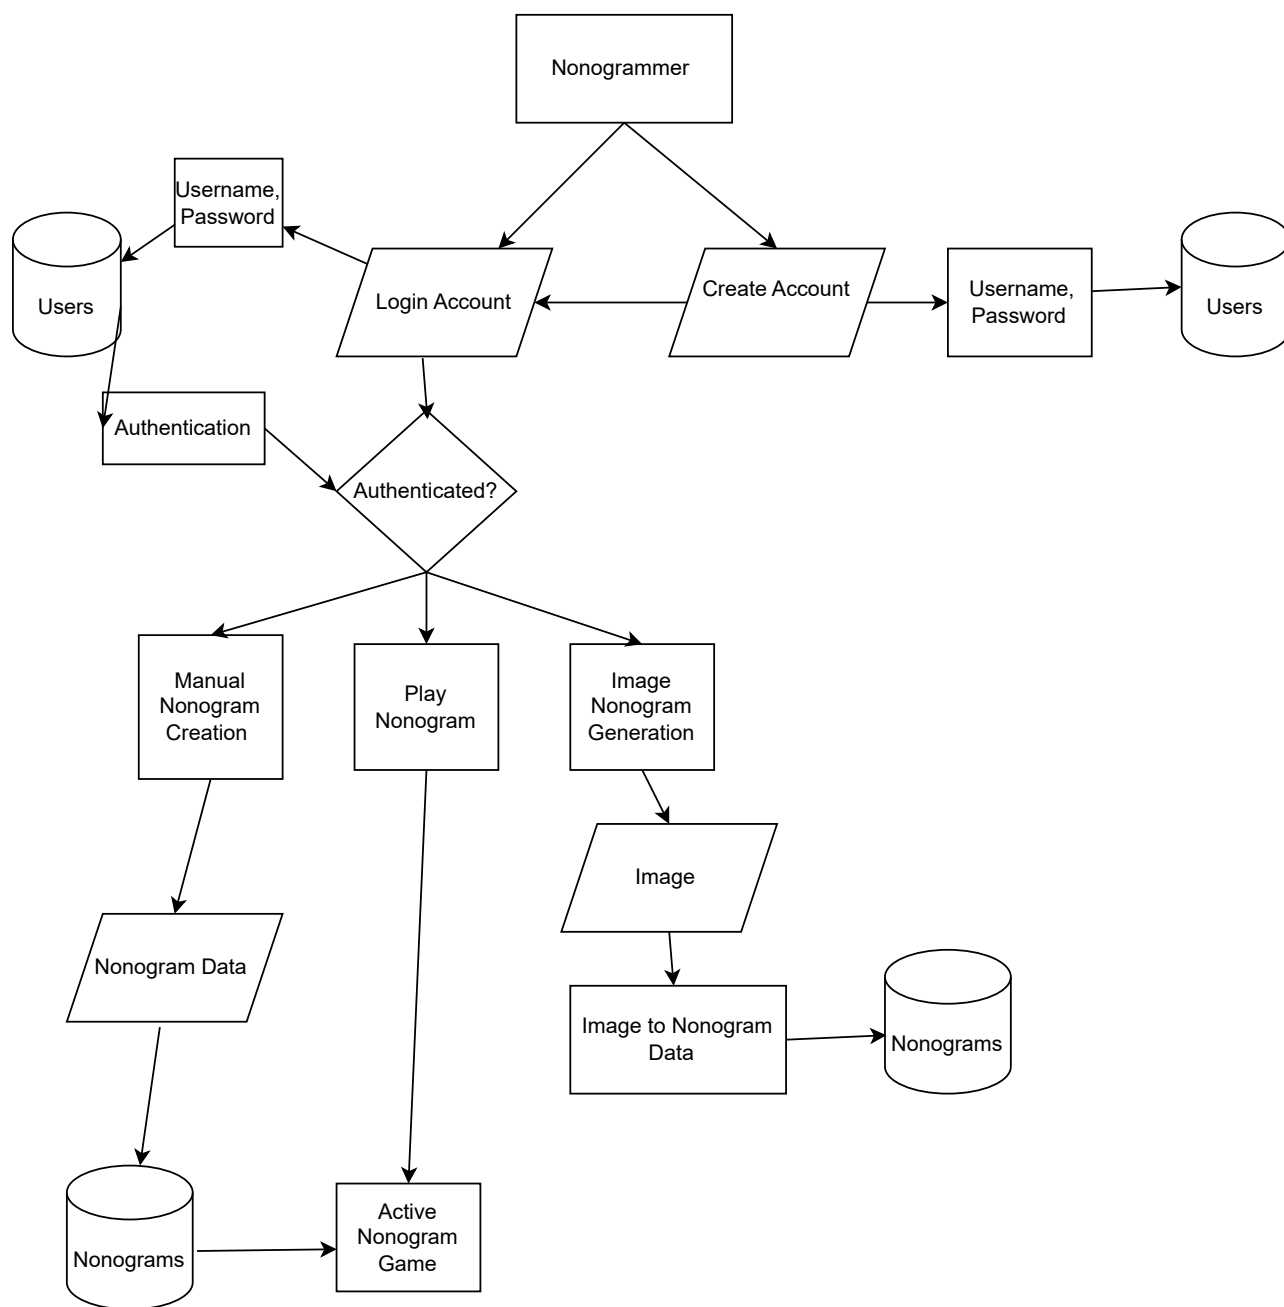 Nonogrammer
Username,
Password
Users
Login Account
Create Account
Username,
Password
Users
Authentication
Authenticated?
Manual
Nonogram
Creation
Play
Nonogram
Image
Nonogram
Generation
Image
Nonogram Data
Image to Nonogram
Data
Nonograms
Nonograms
Active
Nonogram
Game